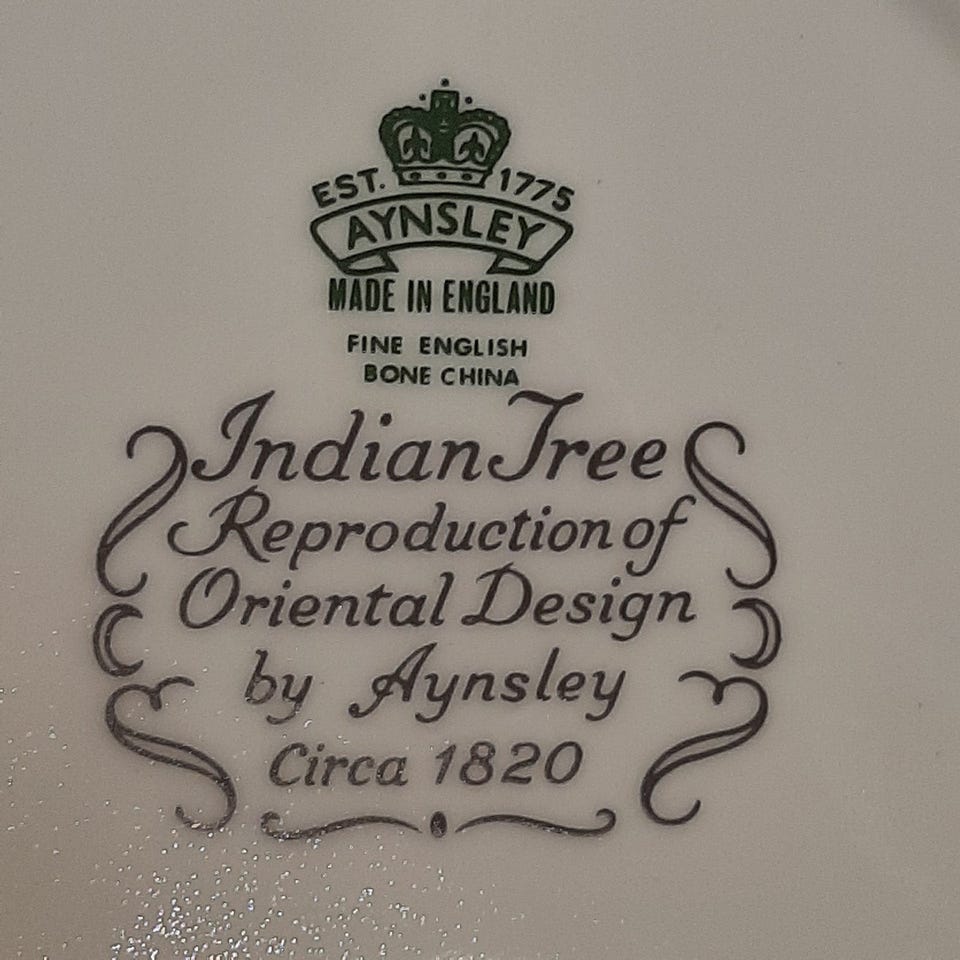 EST. 1775
AYNSLEY
MADE IN ENGLAND
FINE ENGLISH
BONE CHINA
Indian Tree
Reproduction of
Oriental Design
by Aynsley
Circa 1820